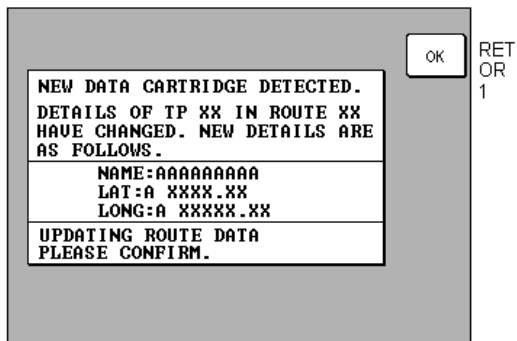 OK
RET
OR
1
NEW DATA CARTRIDGE DETECTED.
DETAILS OF TP XX IN ROUTE XX
HAVE CHANGED. NEW DETAILS ARE
AS FOLLOWS.
NAME:AAAAAAAAA
LAT:A XXXX.XX
LONG:A XXXXX.XX
UPDATING ROUTE DATA
PLEASE CONFIRM.